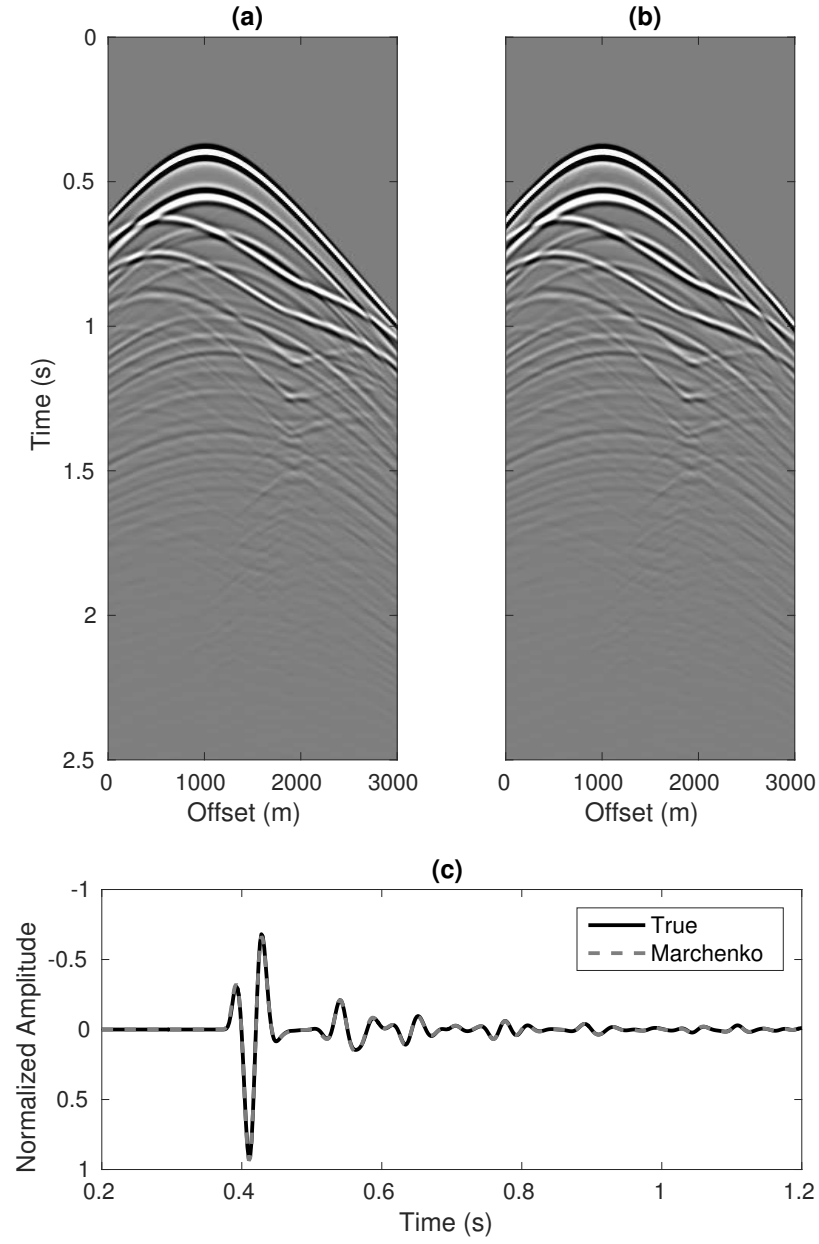 (a) (b)
0
0.5
1
1.5
2
2.5
Time (s)
0 1000 2000 3000 0 1000 2000 3000
Offset (m) Offset (m)
(c)
-1
-0.5
0
0.5
1
Normalized Amplitude
True
Marchenko
0.2 0.4 0.6 0.8 1 1.2
Time (s)